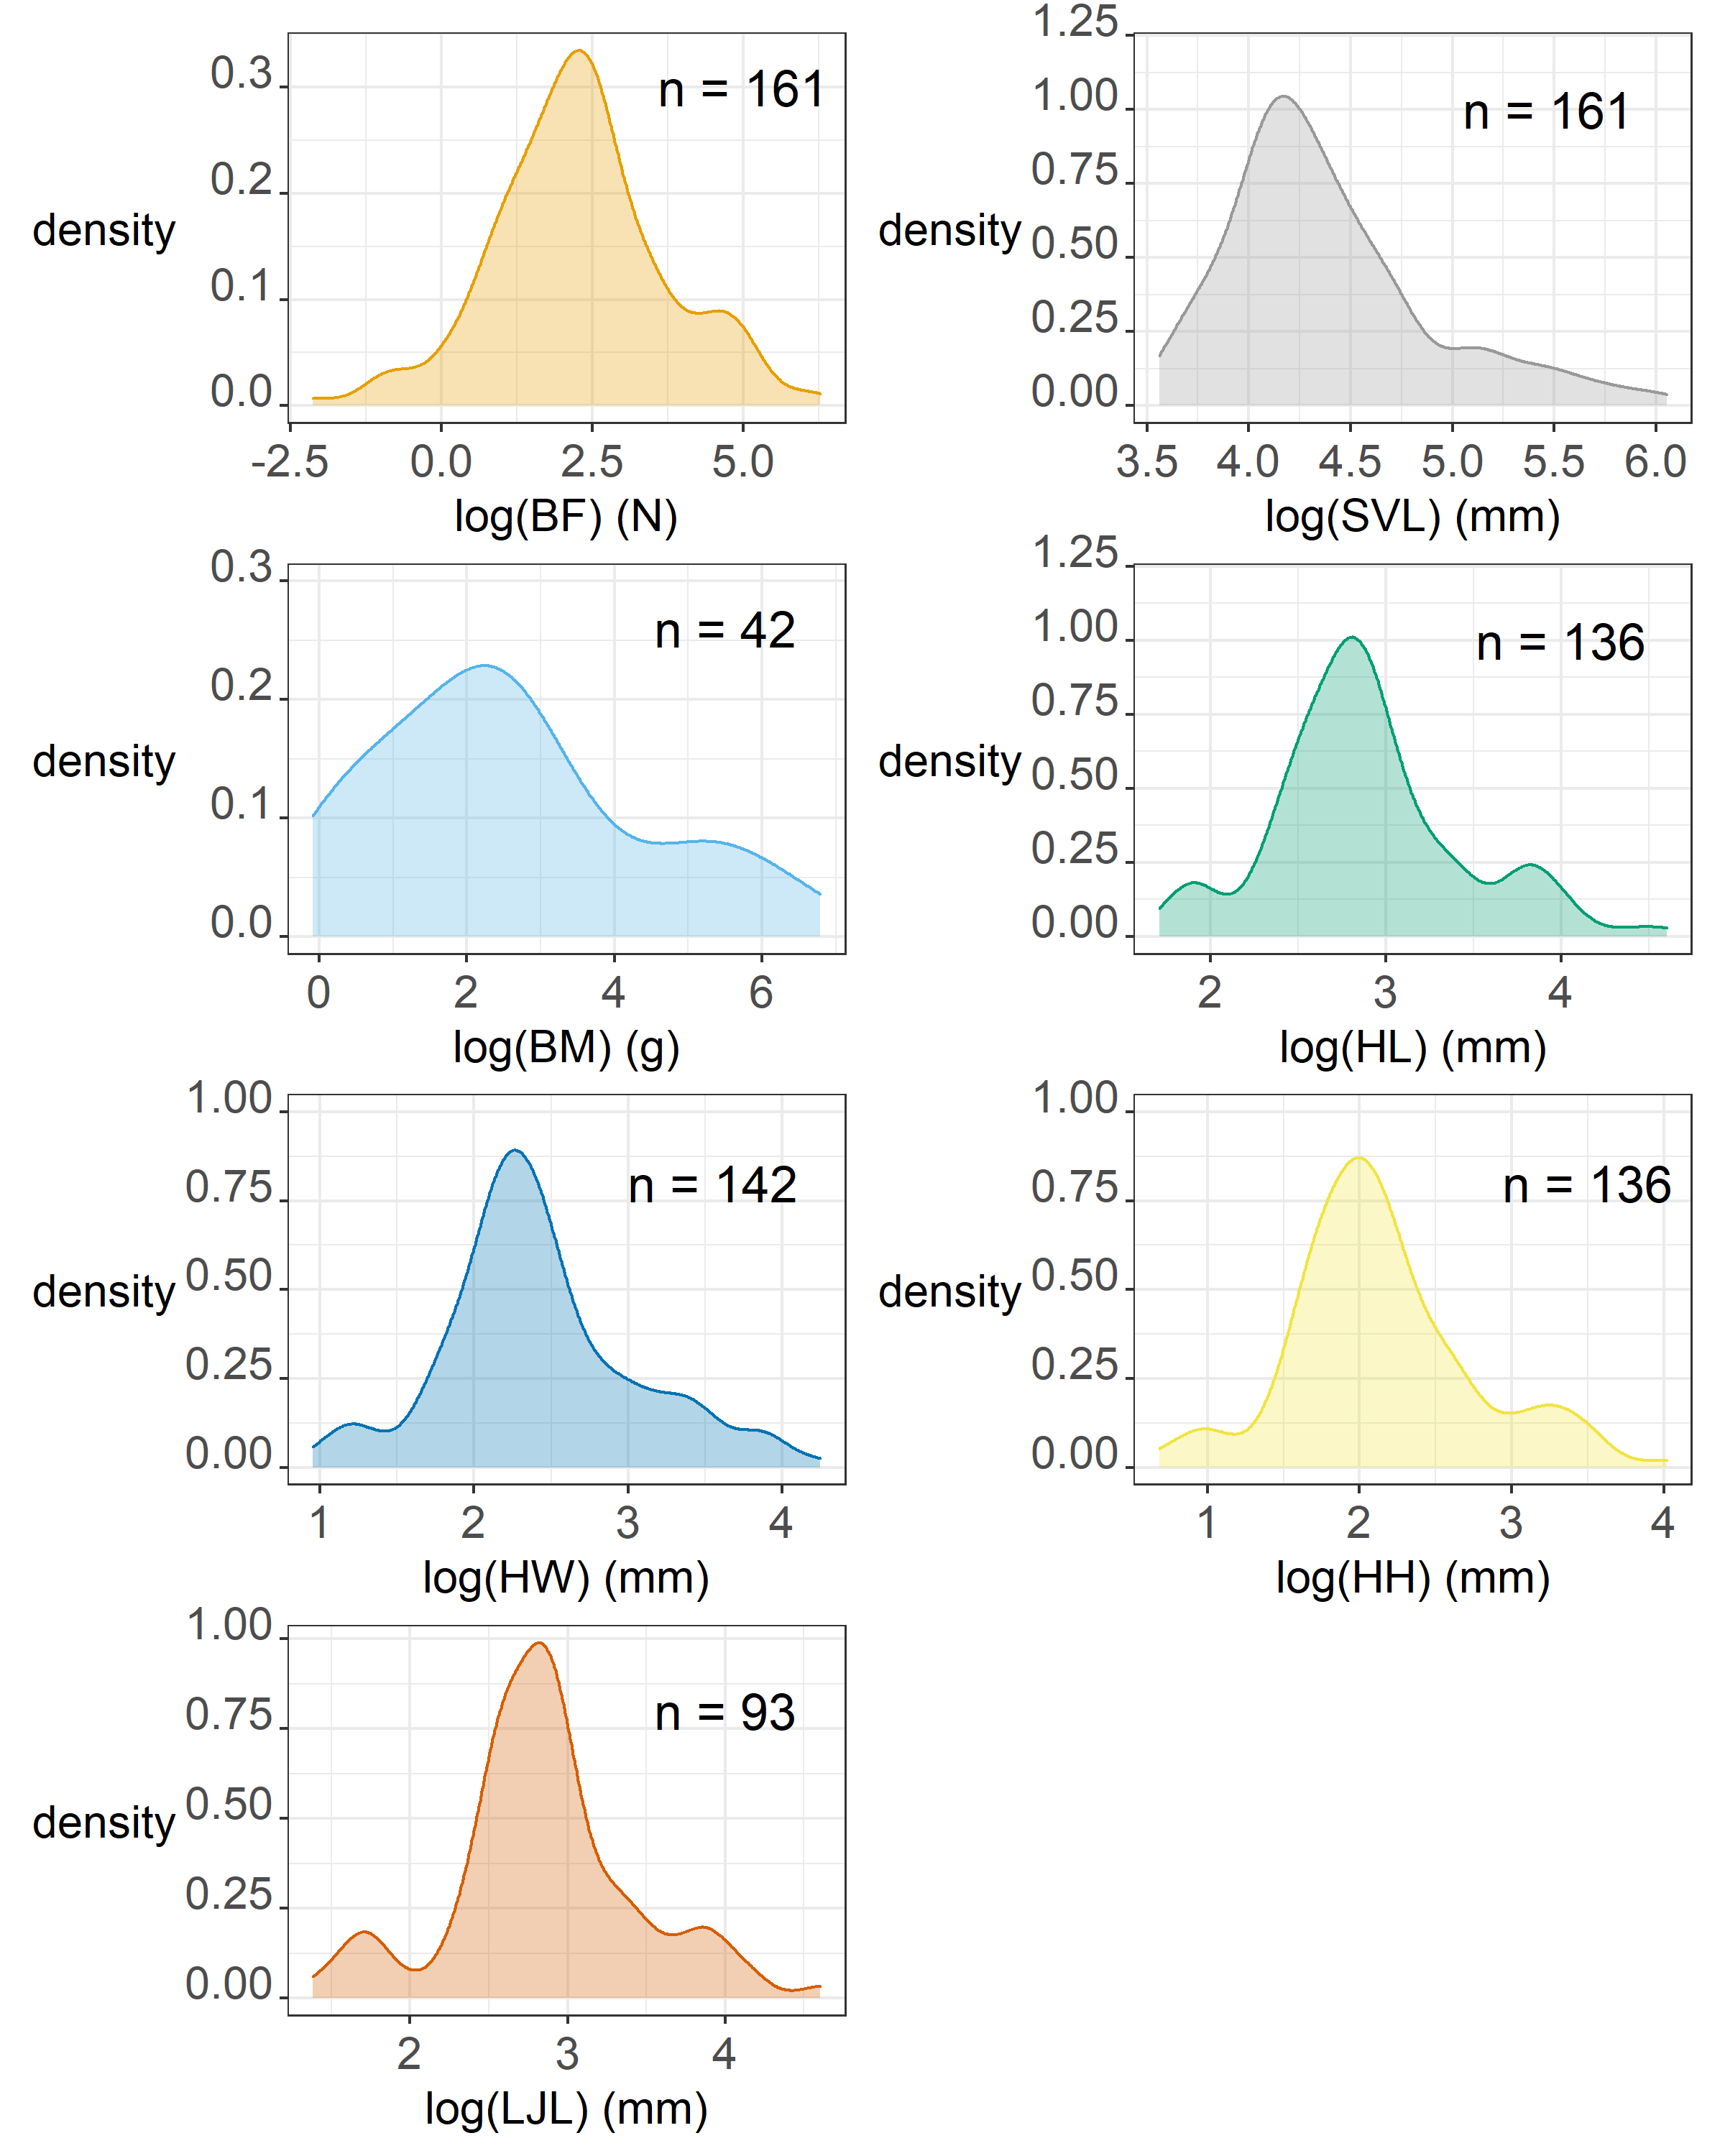 0.3
n = 161
0.2
density
0.1
0.0
-2.5 0.0 2.5 5.0
log(BF) (N)
1.25
1.00
n = 161
0.75
density
0.50
0.25
0.00
3.5 4.0 4.5 5.0 5.5 6.0
log(SVL) (mm)
0.3
n = 42
0.2
density
0.1
0.0
0 2 4 6
log(BM) (g)
1.25
1.00
n = 136
0.75
density
0.50
0.25
0.00
2 3 4
log(HL) (mm)
1.00
n = 142
0.75
density
0.50
0.25
0.00
1 2 3 4
log(HW) (mm)
1.00
n = 136
0.75
density
0.50
0.25
0.00
1 2 3 4
log(HH) (mm)
1.00
n = 93
0.75
density
0.50
0.25
0.00
2 3 4
log(LJL) (mm)